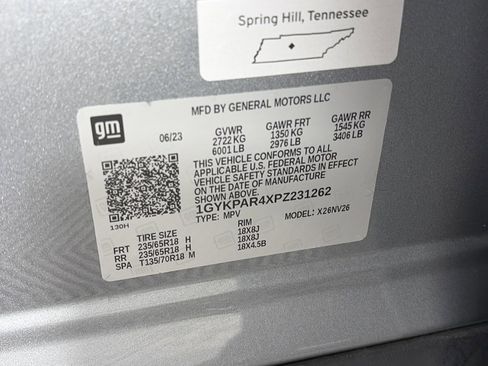 Spring Hill, Tennessee
gm
MFD BY GENERAL MOTORS LLC
06/23 GVWR GAWR FRT GAWR RR
2722 KG 1350 KG 1545 KG
6001 LB 2976 LB 3406 LB
THIS VEHICLE CONFORMS TO ALL
APPLICABLE U.S. FEDERAL MOTOR
VEHICLE SAFETY STANDARDS IN EFFECT
ON THE DATE OF MANUFACTURE
SHOWN ABOVE.
1GYKPAR4XPZ231262
TYPE: MPV MODEL: X26NV26
130H
TIRE SIZE RIM
FRT 235/65R18 H 18X8J
RR 235/65R18 H 18X8J
SPA T135/70R18 M 18X4.5B